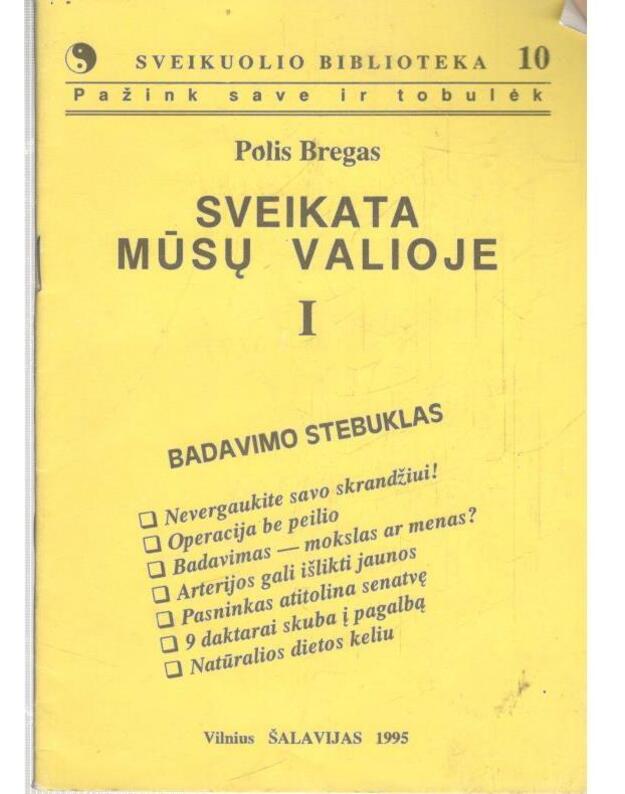 SVEIKUOLIO BIBLIOTEKA 10
Pažink save ir tobulėk
Polis Bregas
SVEIKATA
MŪSŲ VALIOJE
I
BADAVIMO STEBUKLAS
❑ Nevergaukite savo skrandžiui!
❑ Operacija be peilio
❑ Badavimas — mokslas ar menas?
❑ Arterijos gali išlikti jaunos
❑ Pasninkas atitolina senatvę
❑ 9 daktarai skuba į pagalbą
❑ Natūralios dietos keliu
Vilnius ŠALAVIJAS 1995